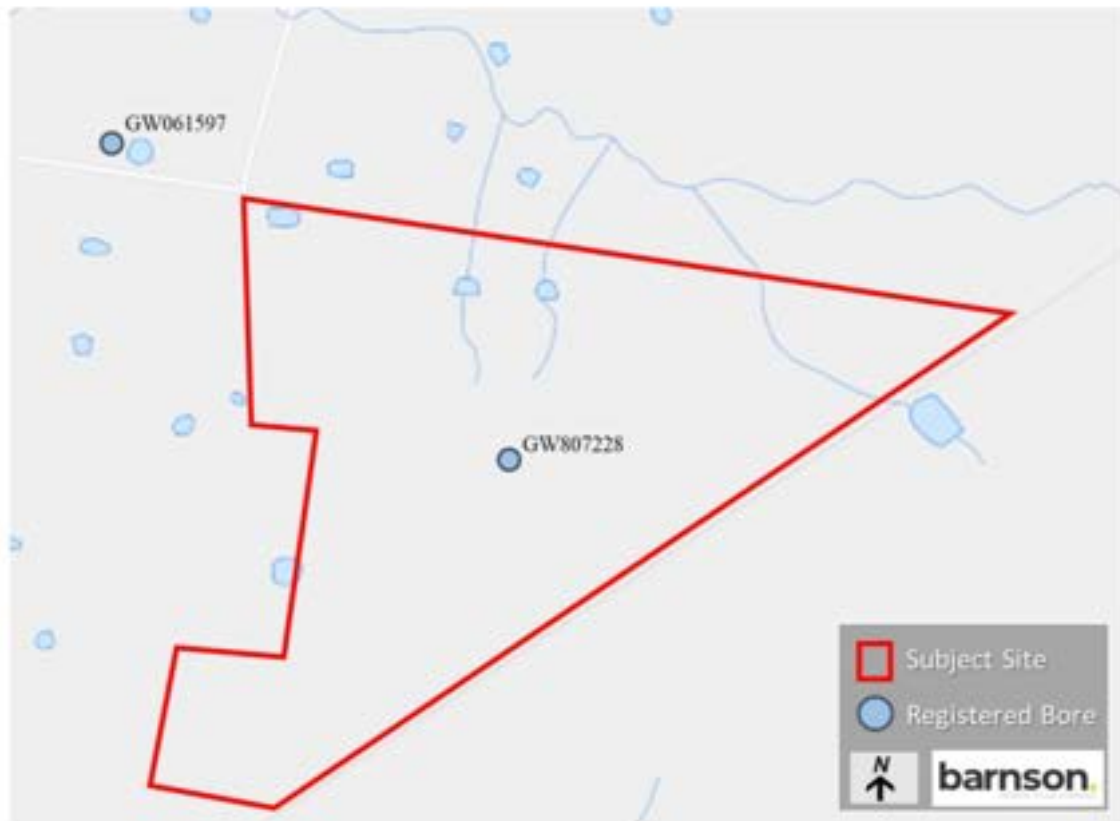 GW061597
GW807228
Subject Site
Registered Bore
N
barnson.